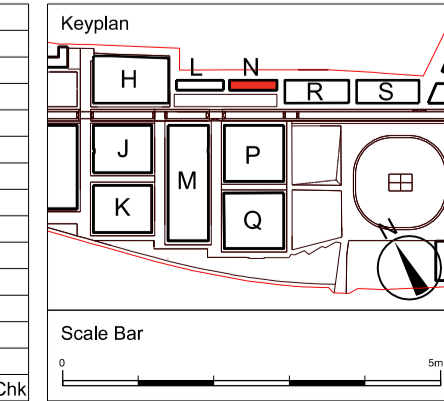 Keyplan
L N
H R S
J M P
K Q
N
Scale Bar
0 5m
Chk